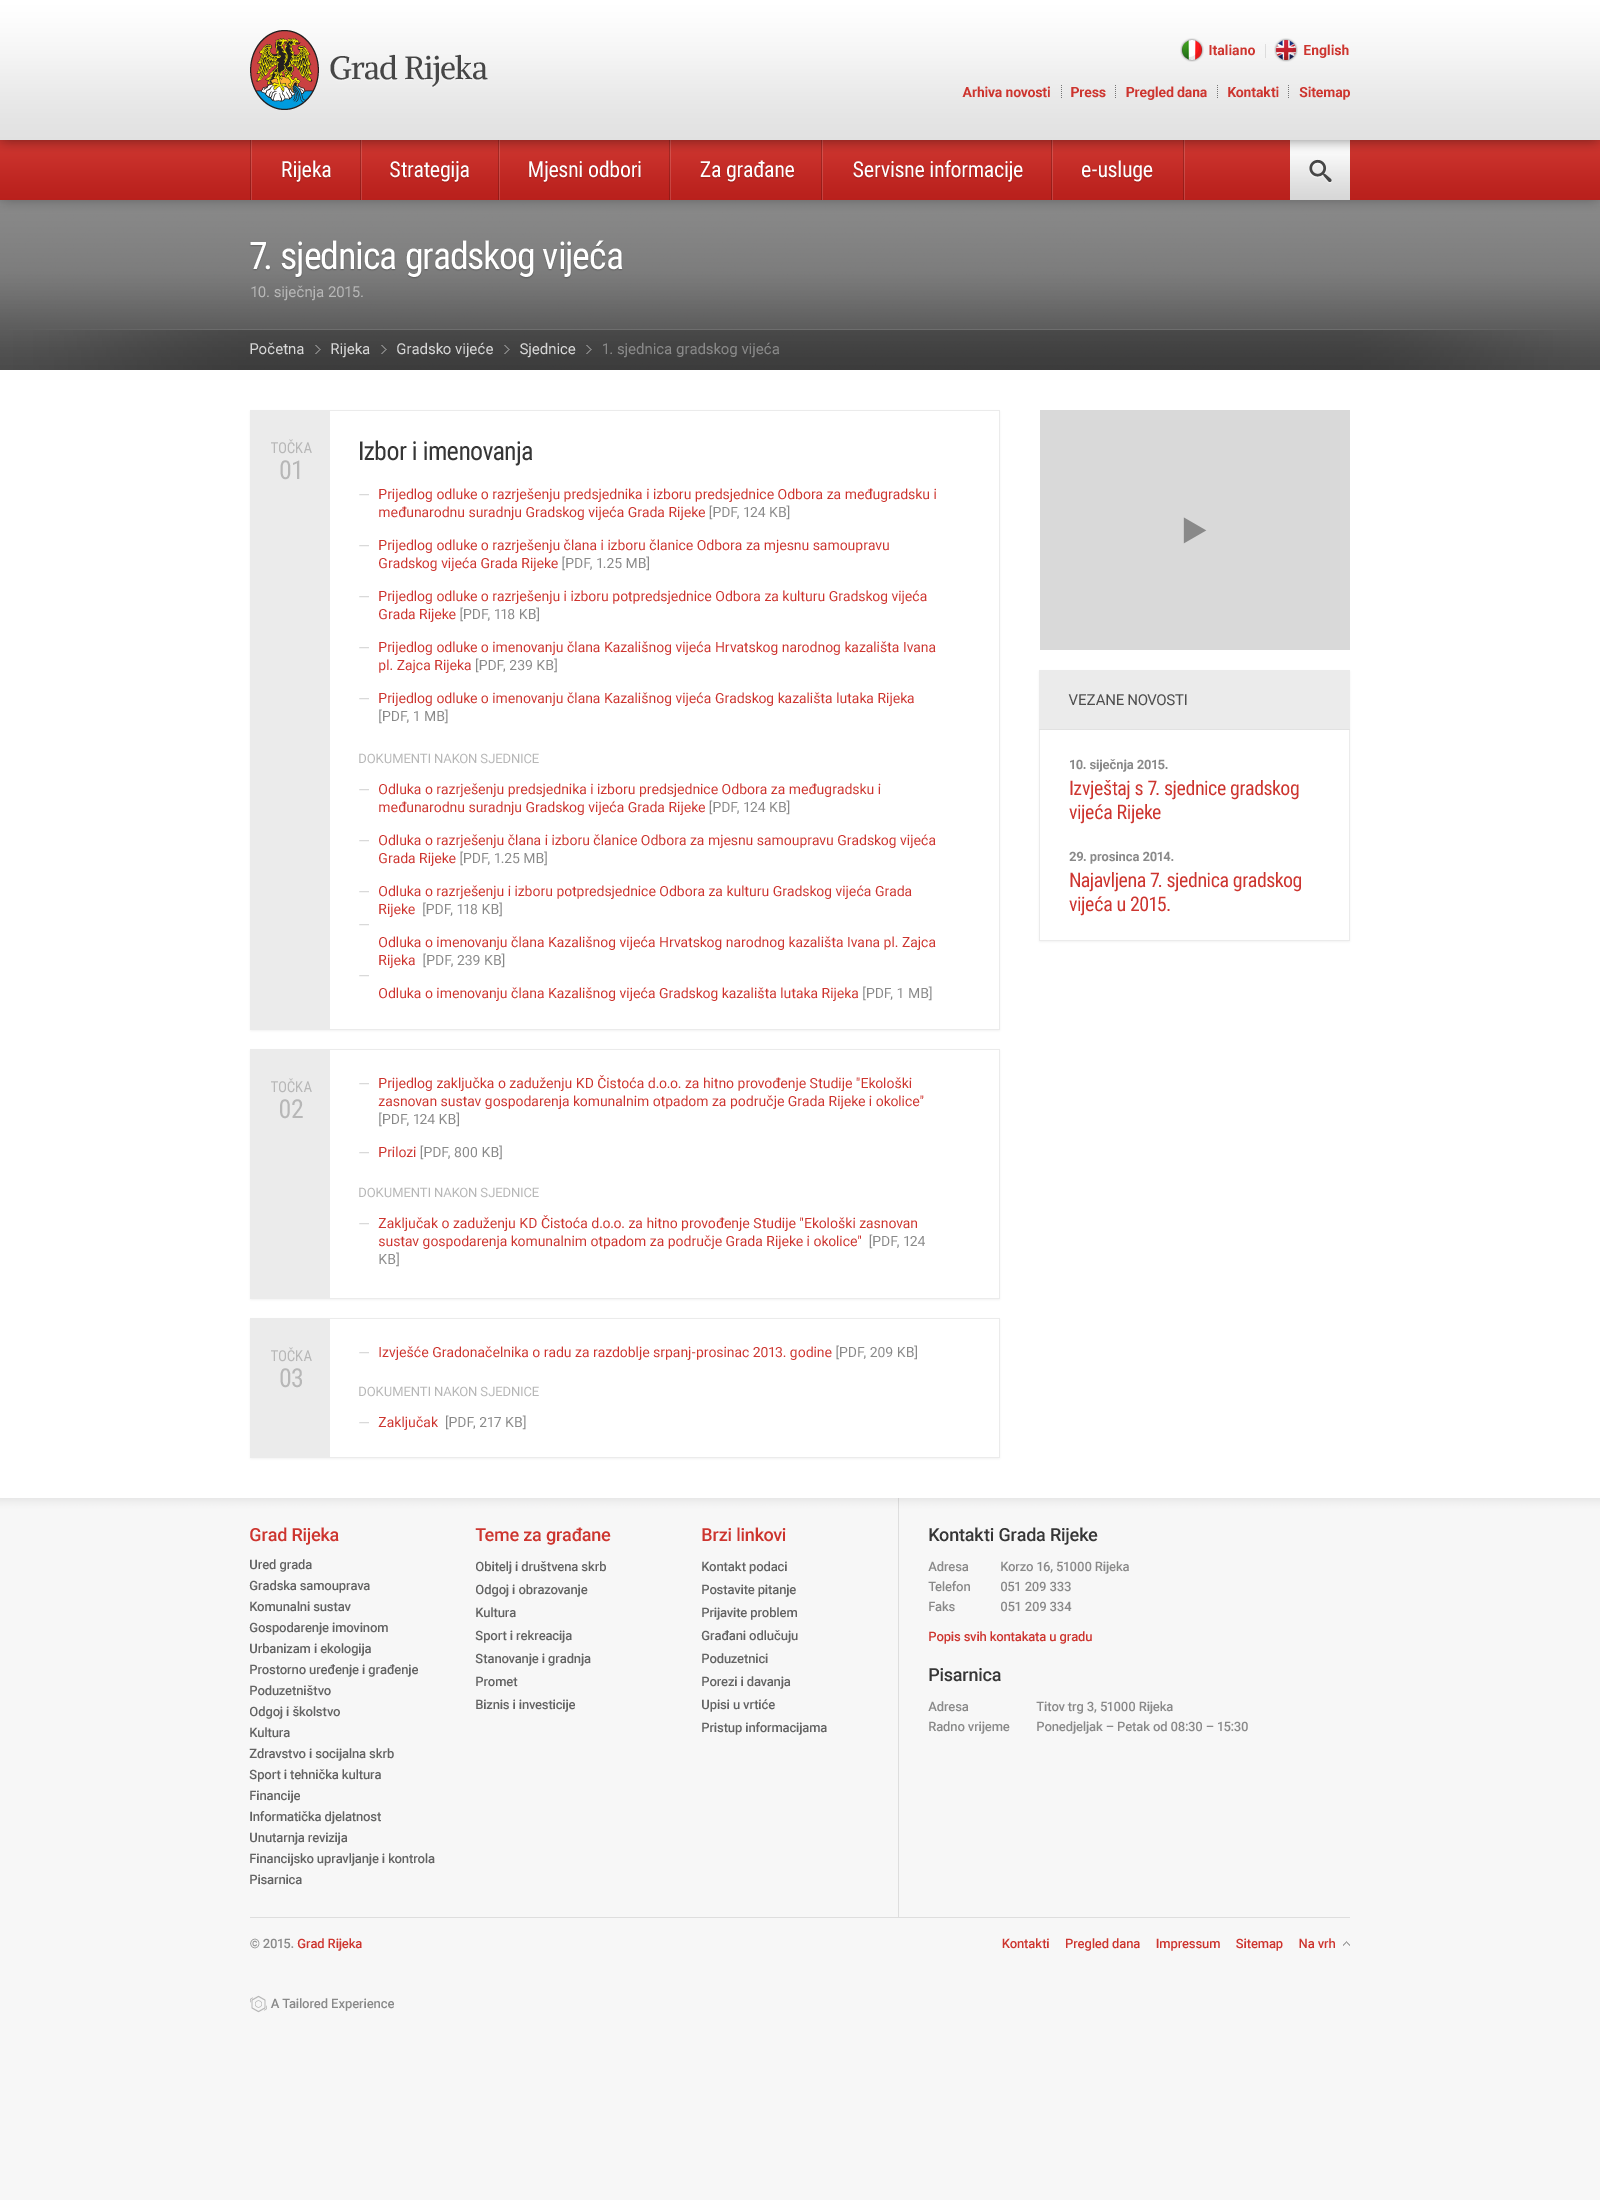 Grad Rijeka
Italiano
English
Arhiva novosti
Press
Pregled dana
Kontakti
Sitemap
Rijeka
Strategija
Mjesni odbori
Za građane
Servisne informacije
e-usluge
7. sjednica gradskog vijeća
10. siječnja 2015.
Početna
Rijeka
Gradsko vijeće
Sjednice
1. sjednica gradskog vijeća
TOČKA
01
Izbor i imenovanja
— Prijedlog odluke o razrješenju predsjednika i izboru predsjednice Odbora za međugradsku i
međunarodnu suradnju Gradskog vijeća Grada Rijeke [PDF, 124 KB]
— Prijedlog odluke o razrješenju člana i izboru članice Odbora za mjesnu samoupravu
Gradskog vijeća Grada Rijeke [PDF, 1.25 MB]
— Prijedlog odluke o razrješenju i izboru potpredsjednice Odbora za kulturu Gradskog vijeća
Grada Rijeke [PDF, 118 KB]
— Prijedlog odluke o imenovanju člana Kazališnog vijeća Hrvatskog narodnog kazališta Ivana
pl. Zajca Rijeka [PDF, 239 KB]
— Prijedlog odluke o imenovanju člana Kazališnog vijeća Gradskog kazališta lutaka Rijeka
[PDF, 1 MB]
DOKUMENTI NAKON SJEDNICE
— Odluka o razrješenju predsjednika i izboru predsjednice Odbora za međugradsku i
međunarodnu suradnju Gradskog vijeća Grada Rijeke [PDF, 124 KB]
— Odluka o razrješenju člana i izboru članice Odbora za mjesnu samoupravu Gradskog vijeća
Grada Rijeke [PDF, 1.25 MB]
— Odluka o razrješenju i izboru potpredsjednice Odbora za kulturu Gradskog vijeća Grada
Rijeke [PDF, 118 KB]
— Odluka o imenovanju člana Kazališnog vijeća Hrvatskog narodnog kazališta Ivana pl. Zajca
Rijeka [PDF, 239 KB]
— Odluka o imenovanju člana Kazališnog vijeća Gradskog kazališta lutaka Rijeka [PDF, 1 MB]
VEZANE NOVOSTI
10. siječnja 2015.
Izvještaj s 7. sjednice gradskog
vijeća Rijeke
29. prosinca 2014.
Najavljena 7. sjednica gradskog
vijeća u 2015.
TOČKA
02
— Prijedlog zaključka o zaduženju KD Čistoća d.o.o. za hitno provođenje Studije "Ekološki
zasnovan sustav gospodarenja komunalnim otpadom za područje Grada Rijeke i okolice"
[PDF, 124 KB]
— Prilozi [PDF, 800 KB]
DOKUMENTI NAKON SJEDNICE
— Zaključak o zaduženju KD Čistoća d.o.o. za hitno provođenje Studije "Ekološki zasnovan
sustav gospodarenja komunalnim otpadom za područje Grada Rijeke i okolice" [PDF, 124
KB]
TOČKA
03
— Izvješće Gradonačelnika o radu za razdoblje srpanj-prosinac 2013. godine [PDF, 209 KB]
DOKUMENTI NAKON SJEDNICE
— Zaključak [PDF, 217 KB]
Grad Rijeka
Ured grada
Gradska samouprava
Komunalni sustav
Gospodarenje imovinom
Urbanizam i ekologija
Prostorno uređenje i građenje
Poduzetništvo
Odgoj i školstvo
Kultura
Zdravstvo i socijalna skrb
Sport i tehnička kultura
Financije
Informatička djelatnost
Unutarnja revizija
Financijsko upravljanje i kontrola
Pisarnica
Teme za građane
Obitelj i društvena skrb
Odgoj i obrazovanje
Kultura
Sport i rekreacija
Stanovanje i gradnja
Promet
Biznis i investicije
Brzi linkovi
Kontakt podaci
Postavite pitanje
Prijavite problem
Građani odlučuju
Poduzetnici
Porezi i davanja
Upisi u vrtiće
Pristup informacijama
Kontakti Grada Rijeke
Adresa Korzo 16, 51000 Rijeka
Telefon 051 209 333
Faks 051 209 334
Popis svih kontakata u gradu
Pisarnica
Adresa Titov trg 3, 51000 Rijeka
Radno vrijeme Ponedjeljak – Petak od 08:30 – 15:30
© 2015. Grad Rijeka
Kontakti
Pregled dana
Impressum
Sitemap
Na vrh
A Tailored Experience